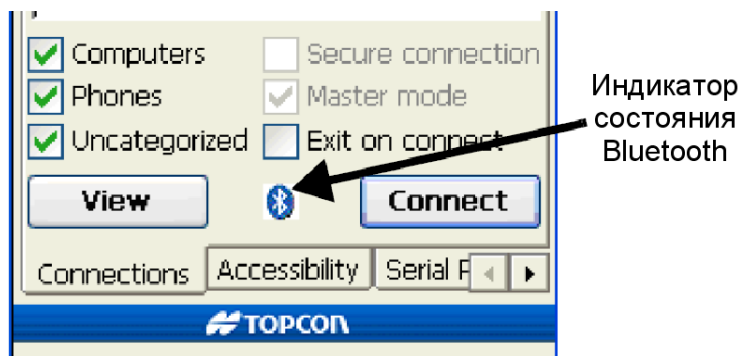 Computers Secure connection
Phones Master mode
Uncategorized Exit on connect
Индикатор
состояния
Bluetooth
View Connect
Connections Accessibility Serial
TOPCON